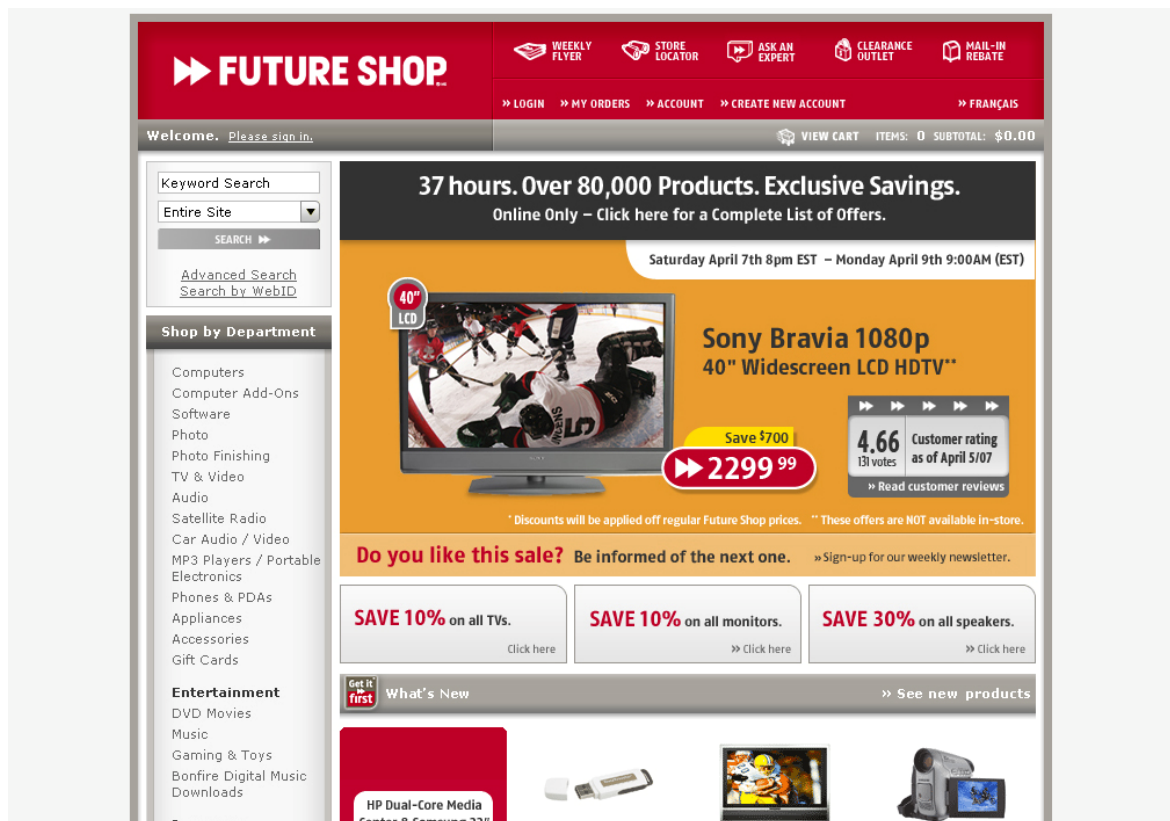 FUTURE SHOP
WEEKLY
FLYER
STORE
LOCATOR
ASK AN
EXPERT
CLEARANCE
OUTLET
MAIL-IN
REBATE
» LOGIN » MY ORDERS » ACCOUNT » CREATE NEW ACCOUNT » FRANÇAIS
Welcome. Please sign in.
VIEW CART ITEMS: 0 SUBTOTAL: $0.00
Keyword Search
Entire Site
SEARCH
Advanced Search
Search by WebID
Shop by Department
Computers
Computer Add-Ons
Software
Photo
Photo Finishing
TV & Video
Audio
Satellite Radio
Car Audio / Video
MP3 Players / Portable
Electronics
Phones & PDAs
Appliances
Accessories
Gift Cards
Entertainment
DVD Movies
Music
Gaming & Toys
Bonfire Digital Music
Downloads
37 hours. Over 80,000 Products. Exclusive Savings.
Online Only – Click here for a Complete List of Offers.
Saturday April 7th 8pm EST – Monday April 9th 9:00AM (EST)
40"
LCD
5
SONY
Sony Bravia 1080p
40" Widescreen LCD HDTV**
Save $700
2299 99
4.66
131 votes
Customer rating
as of April 5/07
» Read customer reviews
* Discounts will be applied off regular Future Shop prices. ** These offers are NOT available in-store.
Do you like this sale? Be informed of the next one. » Sign-up for our weekly newsletter.
SAVE 10% on all TVs.
Click here
SAVE 10% on all monitors.
» Click here
SAVE 30% on all speakers.
» Click here
Get it
first
What's New
» See new products
HP Dual-Core Media
Center & Samsung 22"